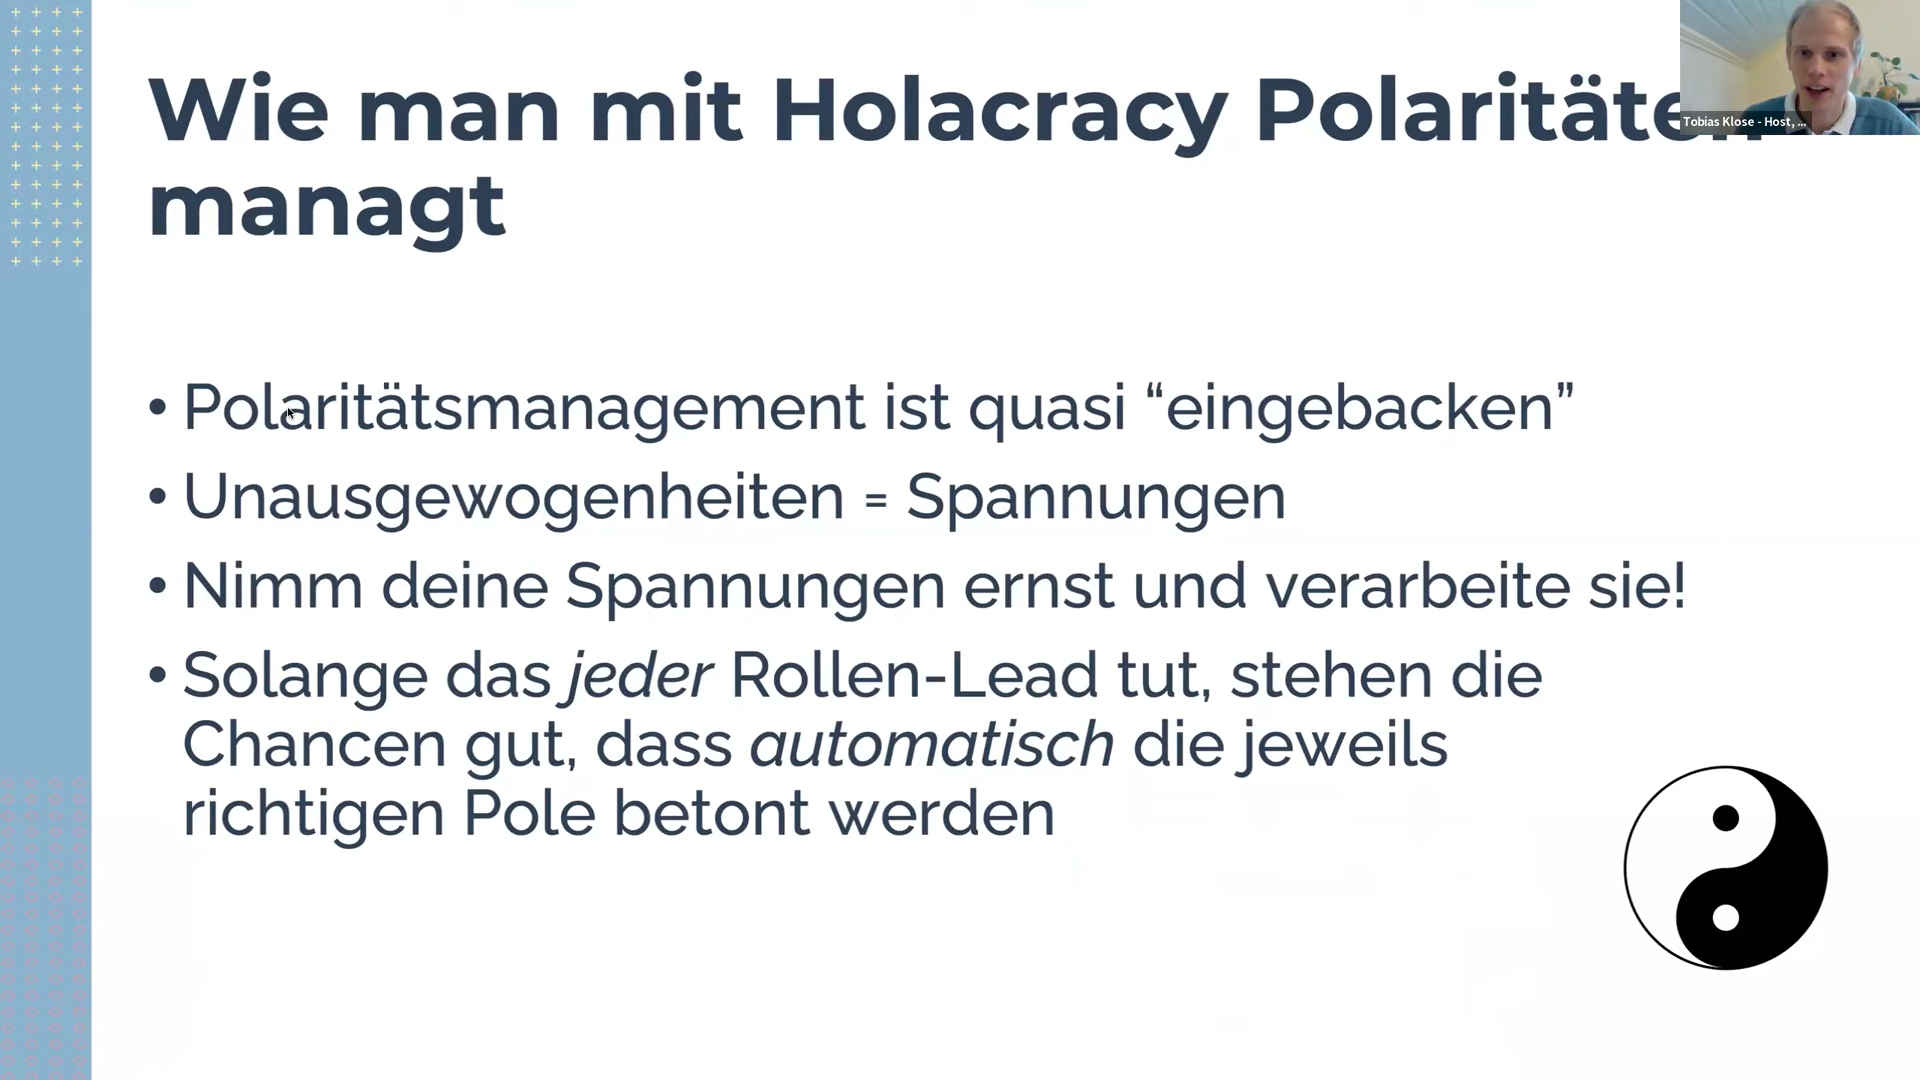 Wie man mit Holacracy Polaritäten
managt
Tobias Klose - Host, ...
• Polaritätsmanagement ist quasi “eingebacken”
• Unausgewogenheiten = Spannungen
• Nimm deine Spannungen ernst und verarbeite sie!
• Solange das jeder Rollen-Lead tut, stehen die
Chancen gut, dass automatisch die jeweils
richtigen Pole betont werden